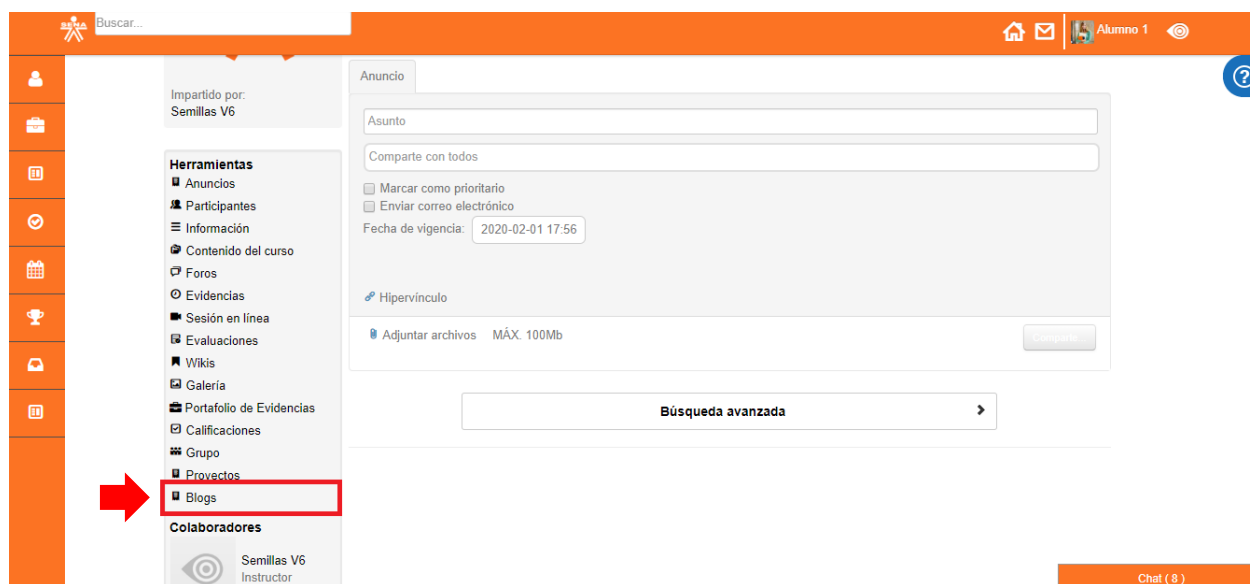 SENA
Buscar...
Alumno 1
Impartido por:
Semillas V6
Herramientas
Anuncios
Participantes
Información
Contenido del curso
Foros
Evidencias
Sesión en línea
Evaluaciones
Wikis
Galería
Portafolio de Evidencias
Calificaciones
Grupo
Proyectos
Blogs
Colaboradores
Semillas V6
Instructor
Anuncio
Asunto
Comparte con todos
Marcar como prioritario
Enviar correo electrónico
Fecha de vigencia: 2020-02-01 17:56
Hipervínculo
Adjuntar archivos MÁX. 100Mb
Búsqueda avanzada
Chat ( 8 )